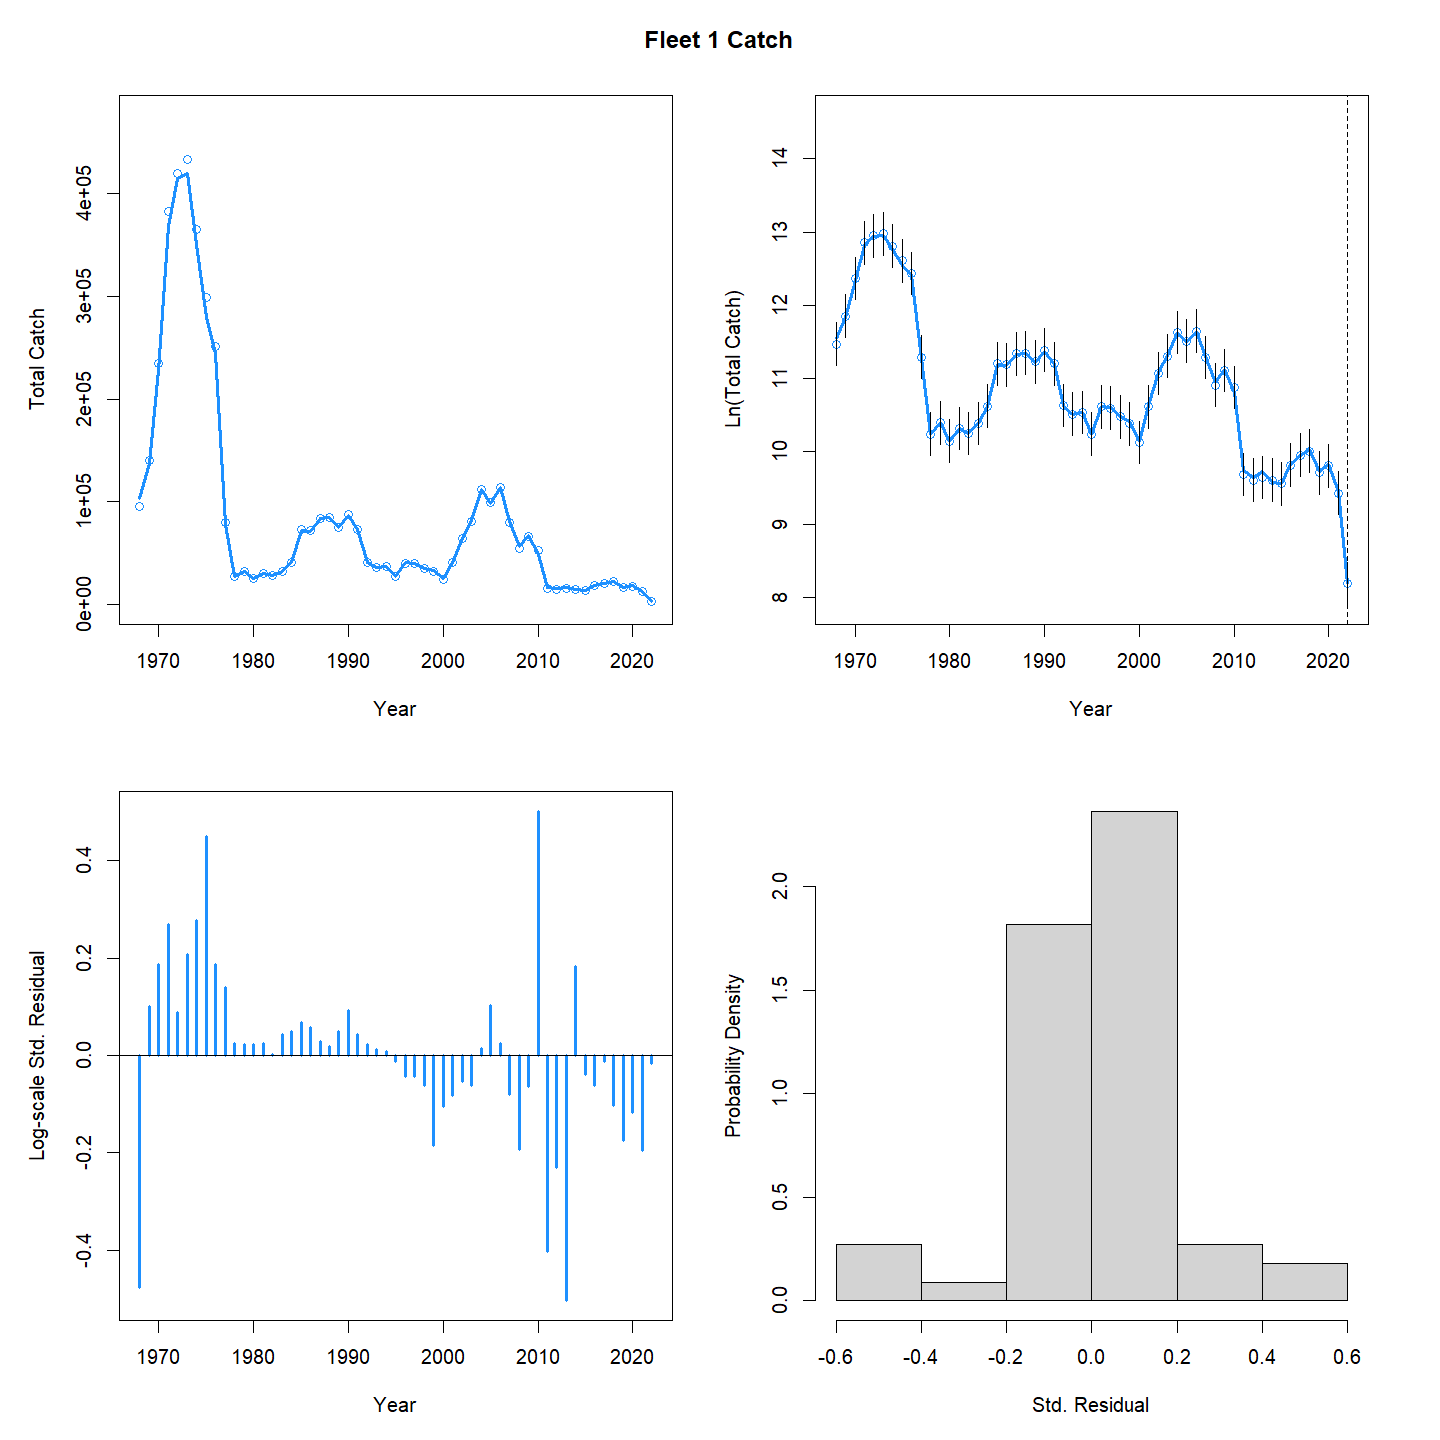 Fleet 1 Catch
Total Catch
0e+00 1e+05 2e+05 3e+05 4e+05
1970 1980 1990 2000 2010 2020
Year
Ln(Total Catch)
8 9 10 11 12 13 14
1970 1980 1990 2000 2010 2020
Year
Log-scale Std. Residual
-0.4 -0.2 0.0 0.2 0.4
1970 1980 1990 2000 2010 2020
Year
Probability Density
0.0 0.5 1.0 1.5 2.0
-0.6 -0.4 -0.2 0.0 0.2 0.4 0.6
Std. Residual